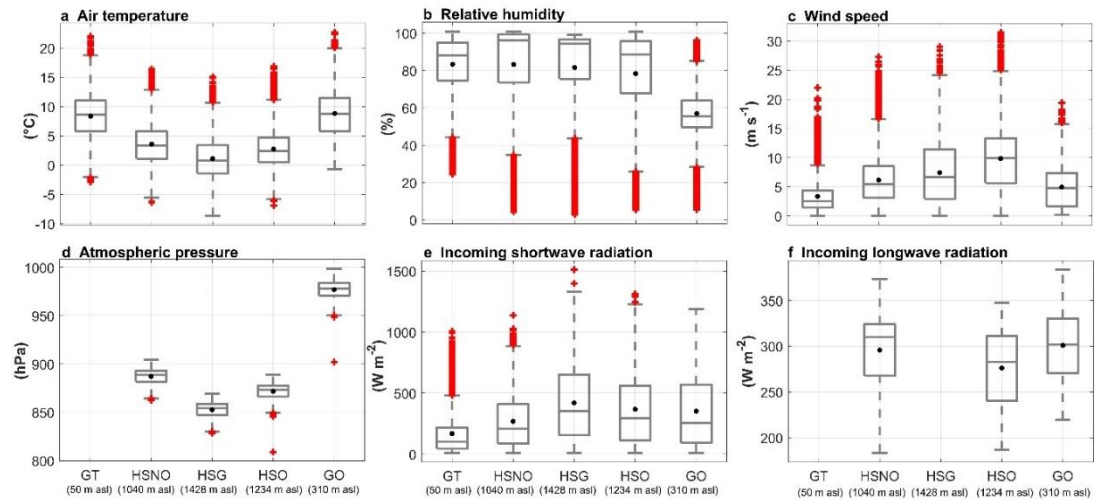 a Air temperature
b Relative humidity
c Wind speed
20
15
10
5
0
-5
-10
(°C)
100
80
60
40
20
0
(%)
30
25
20
15
10
5
0
(m s⁻¹)
d Atmospheric pressure
e Incoming shortwave radiation
f Incoming longwave radiation
1000
950
900
850
800
(hPa)
1500
1000
500
0
(W m⁻²)
350
300
250
200
(W m⁻²)
GT HSNO HSG HSO GO
(50 m asl) (1040 m asl) (1428 m asl) (1234 m asl) (310 m asl)
GT HSNO HSG HSO GO
(50 m asl) (1040 m asl) (1428 m asl) (1234 m asl) (310 m asl)
GT HSNO HSG HSO GO
(50 m asl) (1040 m asl) (1428 m asl) (1234 m asl) (310 m asl)